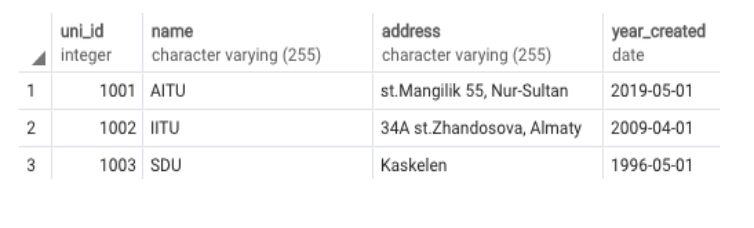 uni_id name address year_created
integer character varying (255) character varying (255) date
1 1001 AITU st.Mangilik 55, Nur-Sultan 2019-05-01
2 1002 IITU 34A st.Zhandosova, Almaty 2009-04-01
3 1003 SDU Kaskelen 1996-05-01